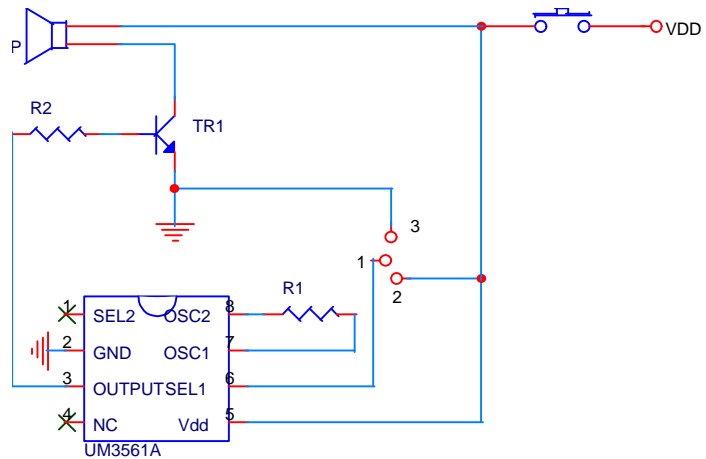 P
VDD
R2
TR1
3
1
2
R1
1 SEL2 OSC2 8
2 GND OSC1 7
3 OUTPUT SEL1 6
4 NC Vdd 5
UM3561A